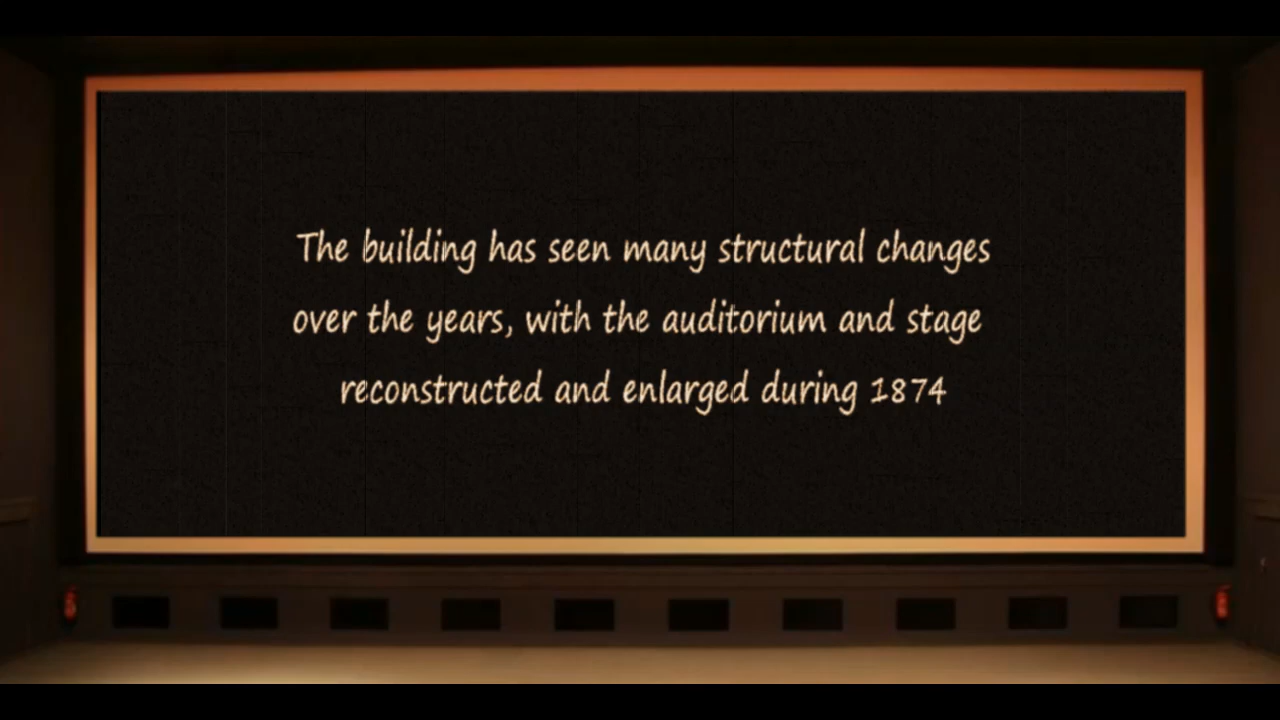 The building has seen many structural changes
over the years, with the auditorium and stage
reconstructed and enlarged during 1874